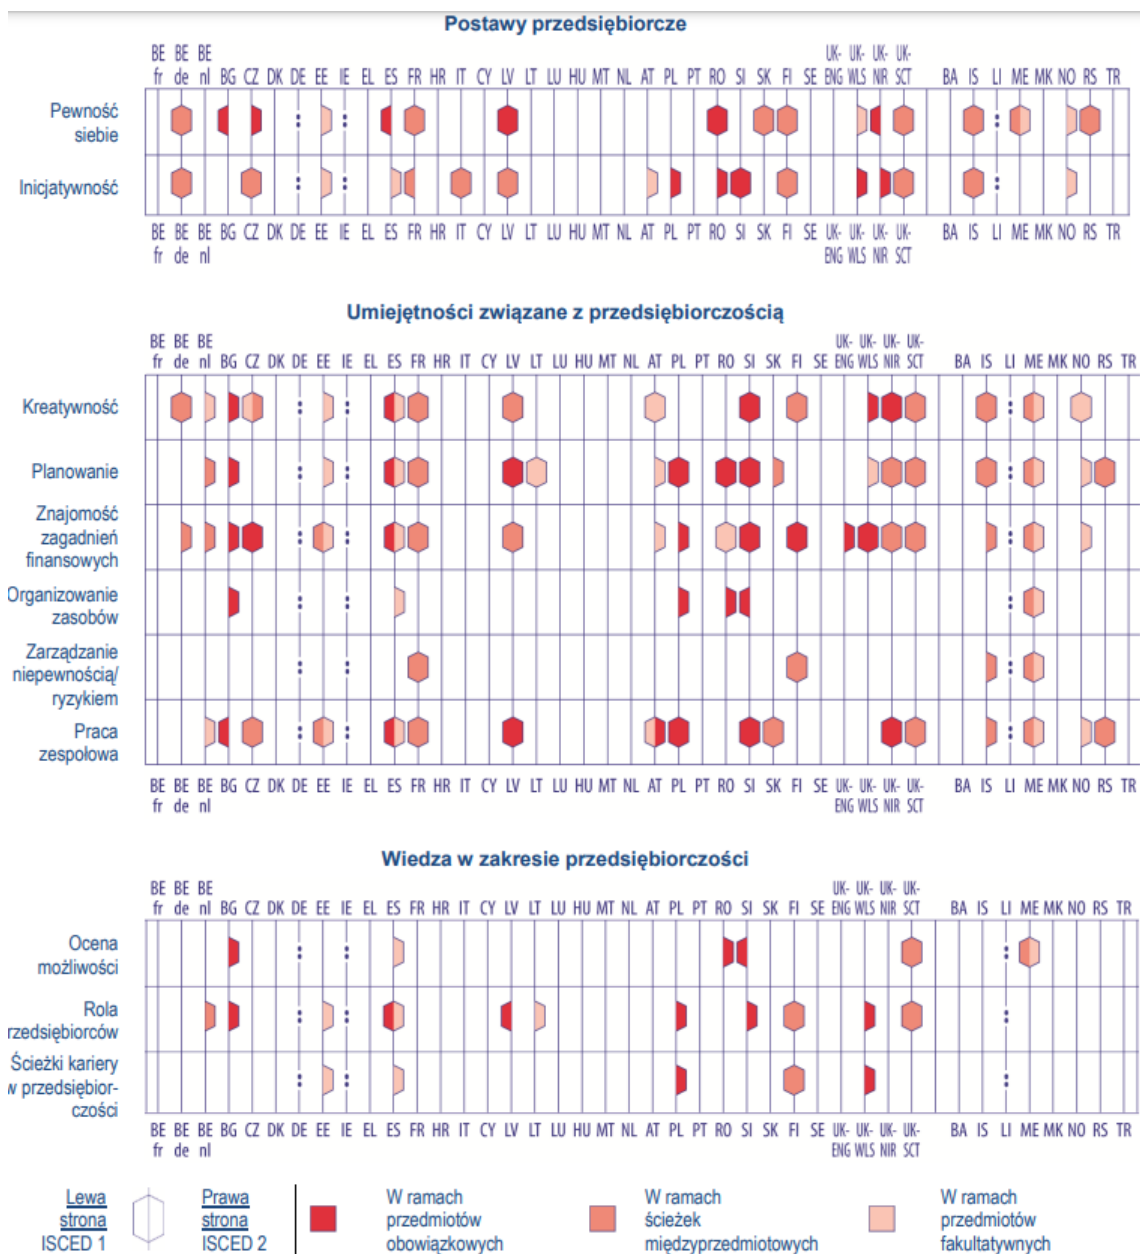 Postawy przedsiębiorcze
BE BE BE UK- UK- UK- UK-
fr de nl BG CZ DK DE EE IE EL ES FR HR IT CY LV LT LU HU MT NL AT PL PT RO SI SK FI SE ENG WLS NIR SCT BA IS LI ME MK NO RS TR
Pewność
siebie
Inicjatywność
BE BE BE BG CZ DK DE EE IE EL ES FR HR IT CY LV LT LU HU MT NL AT PL PT RO SI SK FI SE UK- UK- UK- UK- BA IS LI ME MK NO RS TR
fr de nl ENG WLS NIR SCT
Umiejętności związane z przedsiębiorczością
BE BE BE UK- UK- UK- UK-
fr de nl BG CZ DK DE EE IE EL ES FR HR IT CY LV LT LU HU MT NL AT PL PT RO SI SK FI SE ENG WLS NIR SCT BA IS LI ME MK NO RS TR
Kreatywność
Planowanie
Znajomość
zagadnień
finansowych
Organizowanie
zasobów
Zarządzanie
niepewnością/
ryzykiem
Praca
zespołowa
BE BE BE BG CZ DK DE EE IE EL ES FR HR IT CY LV LT LU HU MT NL AT PL PT RO SI SK FI SE UK- UK- UK- UK- BA IS LI ME MK NO RS TR
fr de nl ENG WLS NIR SCT
Wiedza w zakresie przedsiębiorczości
BE BE BE UK- UK- UK- UK-
fr de nl BG CZ DK DE EE IE EL ES FR HR IT CY LV LT LU HU MT NL AT PL PT RO SI SK FI SE ENG WLS NIR SCT BA IS LI ME MK NO RS TR
Ocena
możliwości
Rola
rzedsiębiorców
Ścieżki kariery
w przedsiębior-
czości
BE BE BE BG CZ DK DE EE IE EL ES FR HR IT CY LV LT LU HU MT NL AT PL PT RO SI SK FI SE UK- UK- UK- UK- BA IS LI ME MK NO RS TR
fr de nl ENG WLS NIR SCT
Lewa Prawa W ramach W ramach W ramach
strona strona przedmiotów ścieżek przedmiotów
ISCED 1 ISCED 2 obowiązkowych międzyprzedmiotowych fakultatywnych